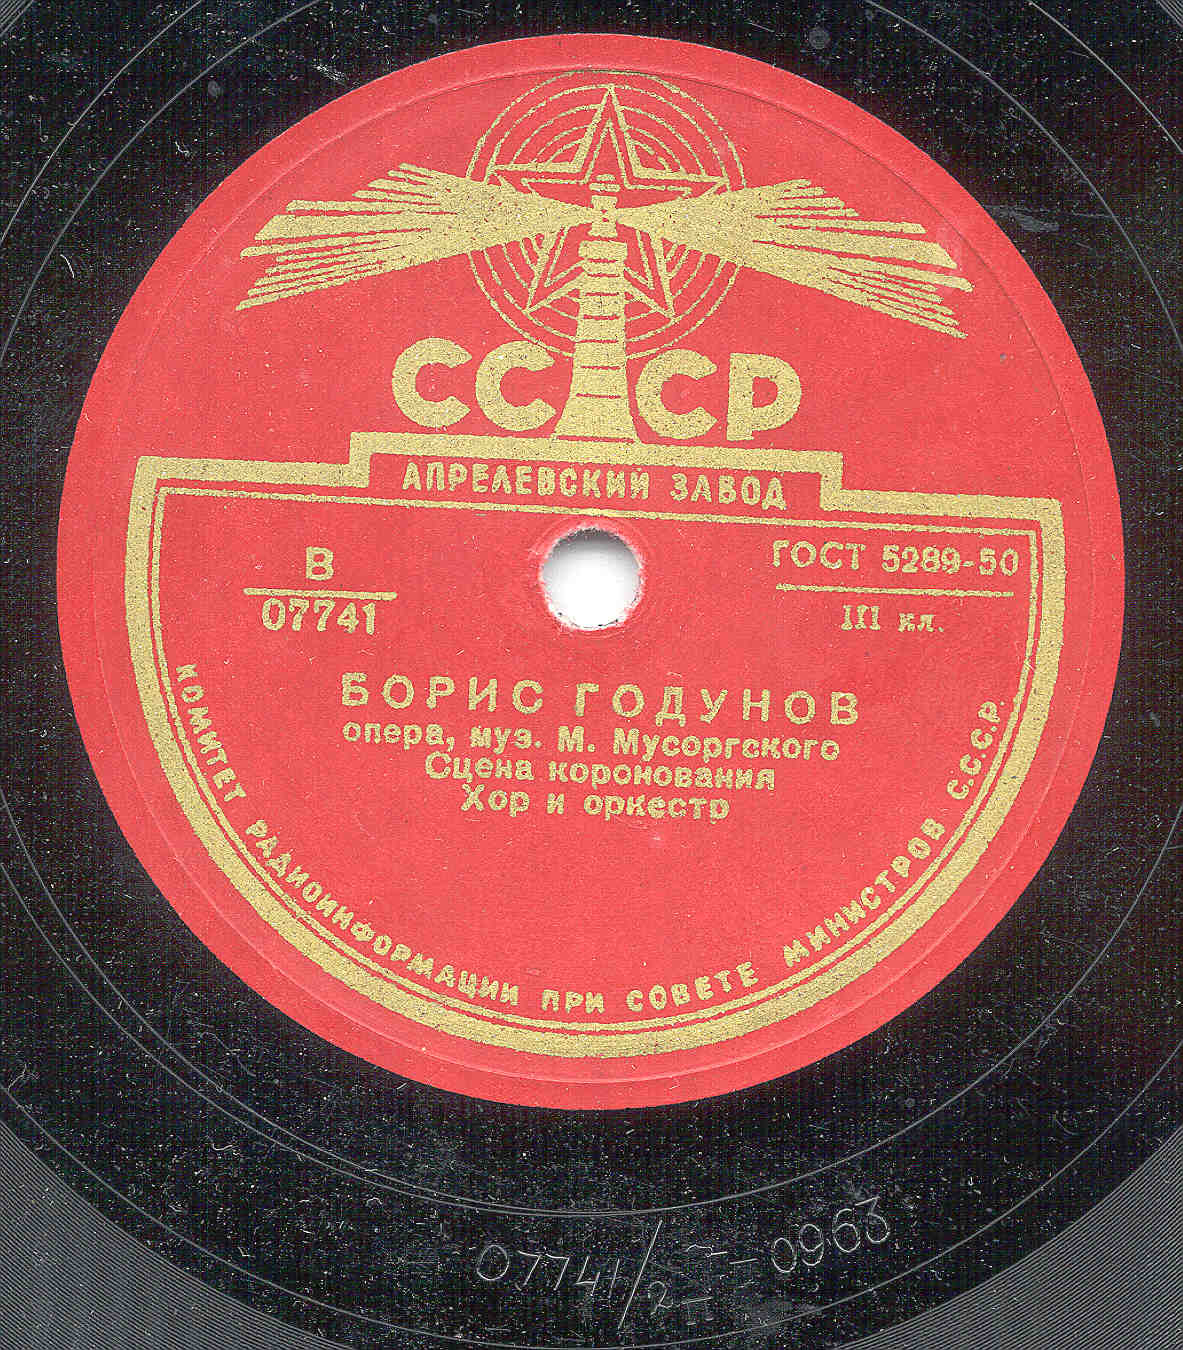 СССР
АПРЕЛЕВСКИЙ ЗАВОД
В
07741
ГОСТ 5289-50
III кл.
БОРИС ГОДУНОВ
опера, муз. М. Мусоргского
Сцена коронования
Хор и оркестр
КОМИТЕТ РАДИОИНФОРМАЦИИ ПРИ СОВЕТЕ МИНИСТРОВ С.С.С.Р.
07741/2 — 0963